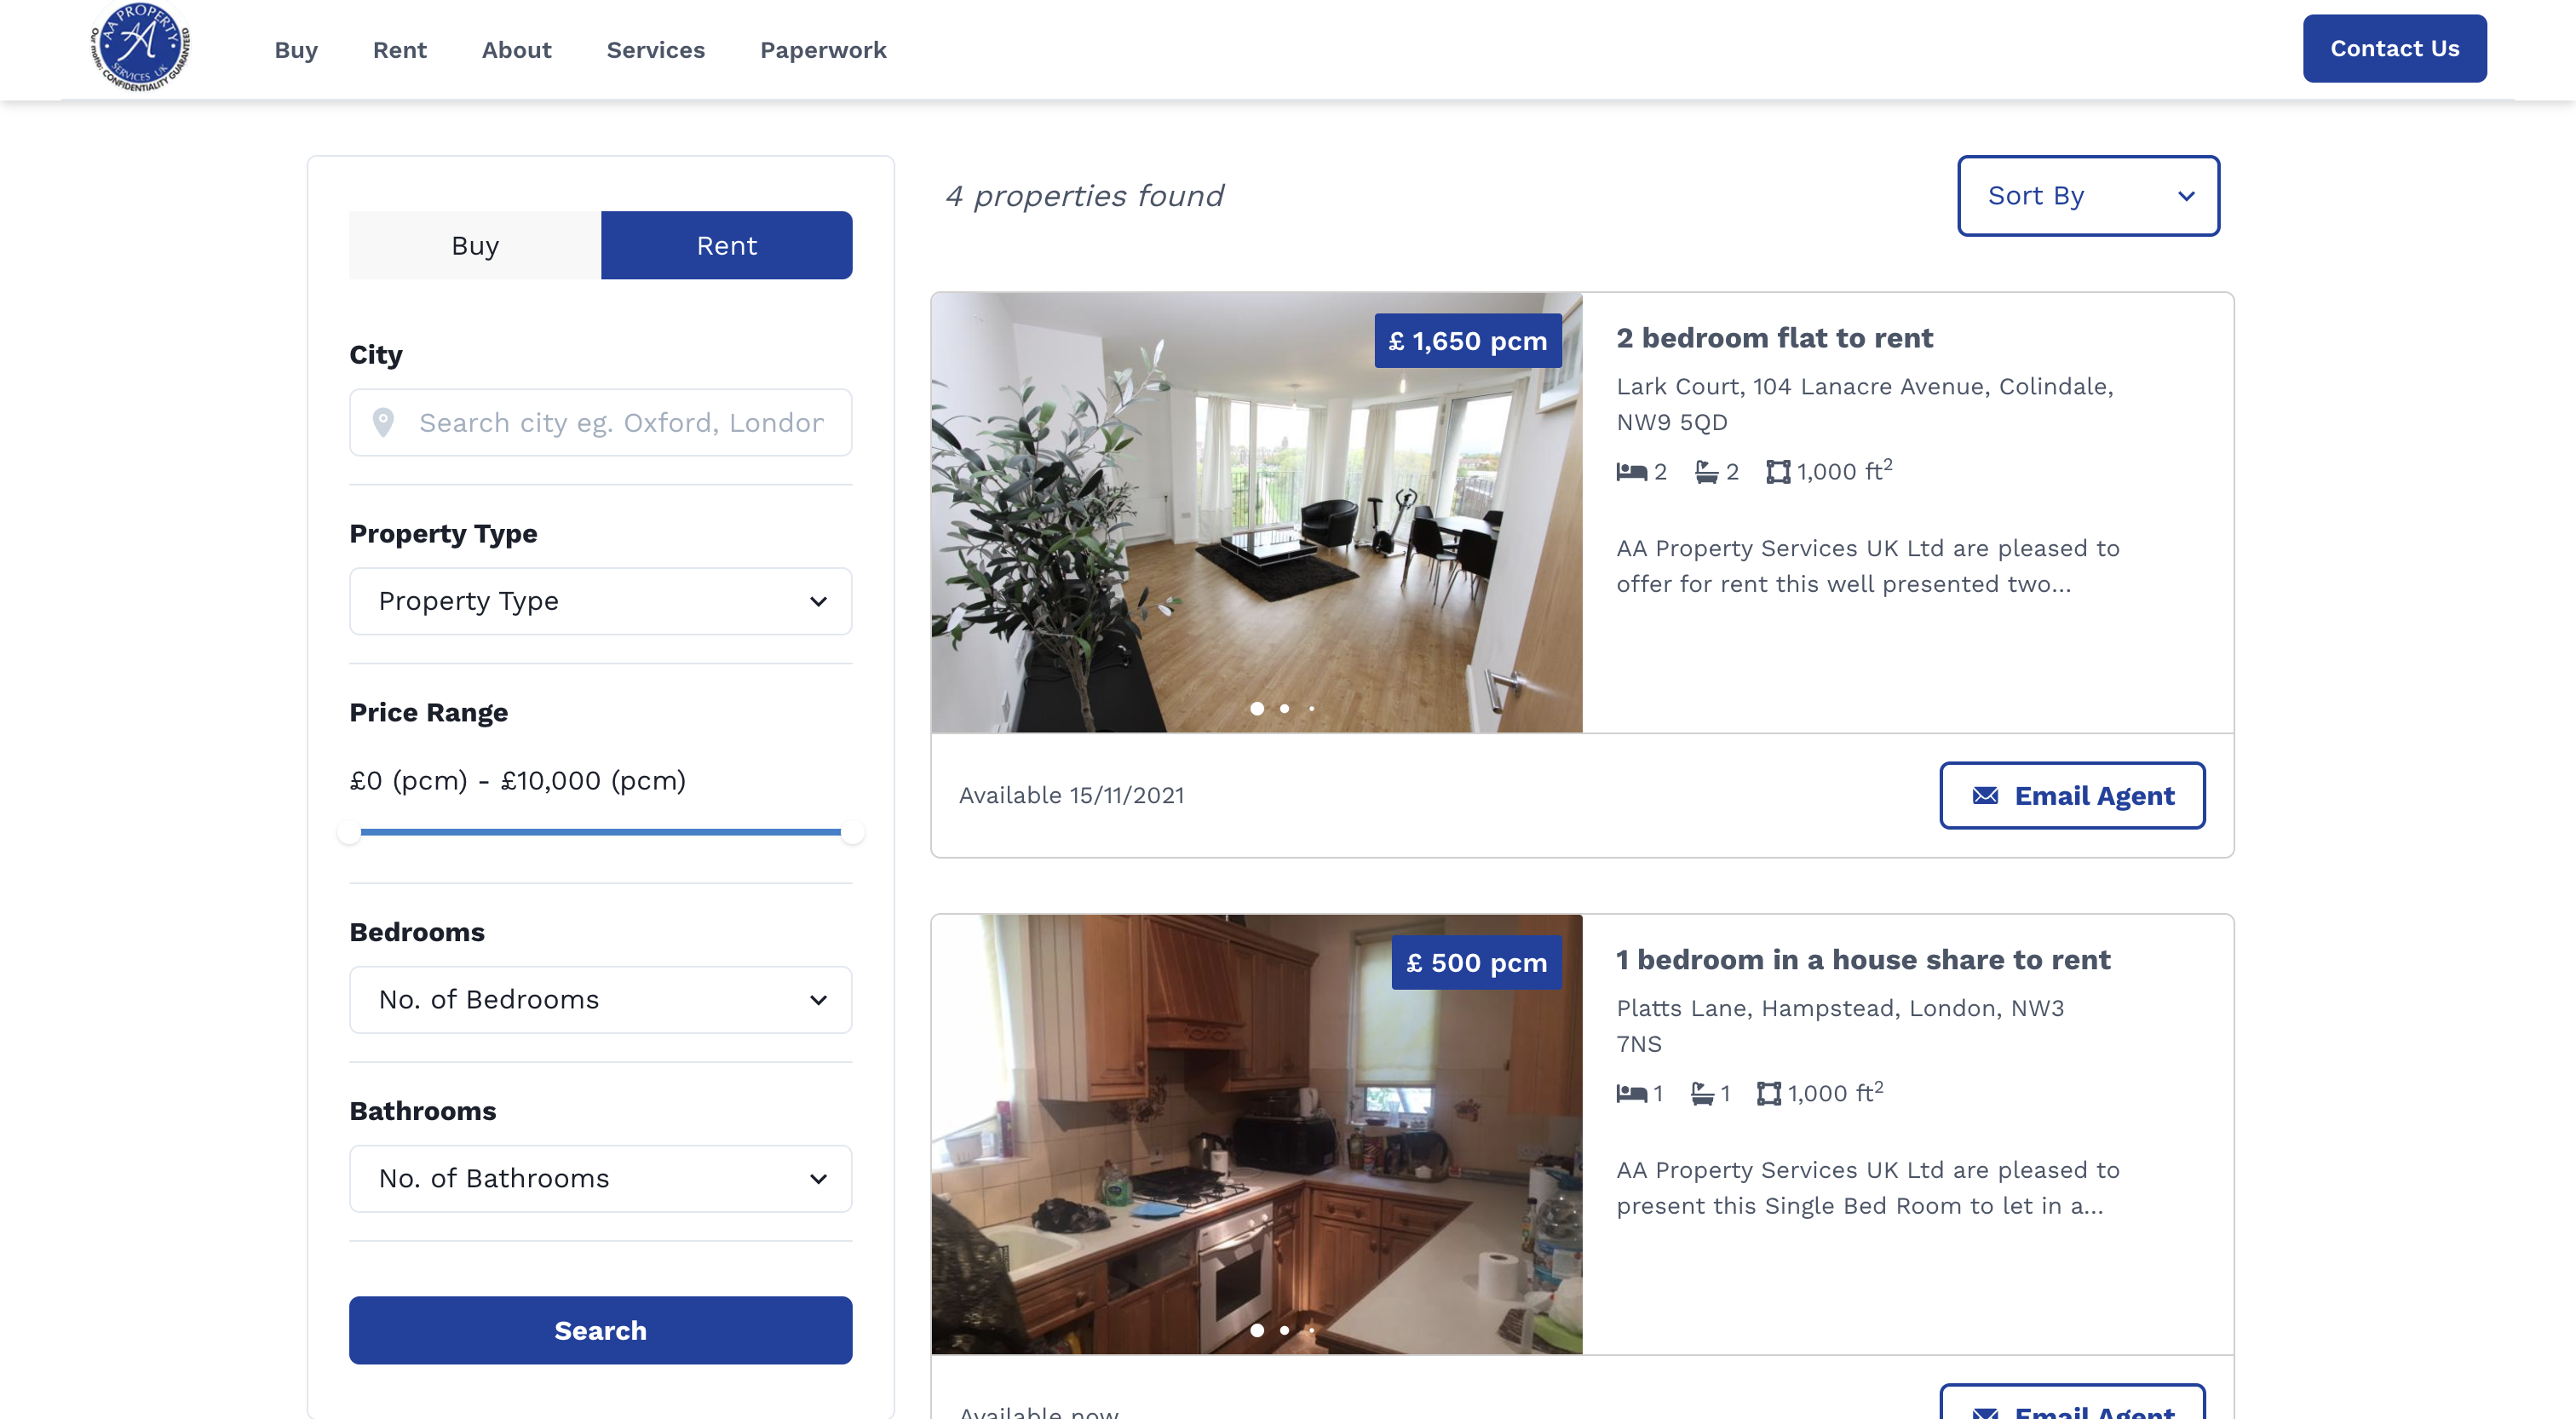 AA PROPERTY
SERVICES UK
Our motto: CONFIDENTIALITY GUARANTEED
Buy
Rent
About
Services
Paperwork
Contact Us
Buy
Rent
City
Search city eg. Oxford, London
Property Type
Property Type
Price Range
£0 (pcm) - £10,000 (pcm)
Bedrooms
No. of Bedrooms
Bathrooms
No. of Bathrooms
Search
4 properties found
Sort By
£ 1,650 pcm
2 bedroom flat to rent
Lark Court, 104 Lanacre Avenue, Colindale,
NW9 5QD
2 2 1,000 ft²
AA Property Services UK Ltd are pleased to
offer for rent this well presented two...
Available 15/11/2021
Email Agent
£ 500 pcm
1 bedroom in a house share to rent
Platts Lane, Hampstead, London, NW3
7NS
1 1 1,000 ft²
AA Property Services UK Ltd are pleased to
present this Single Bed Room to let in a...
Available now
Email Agent